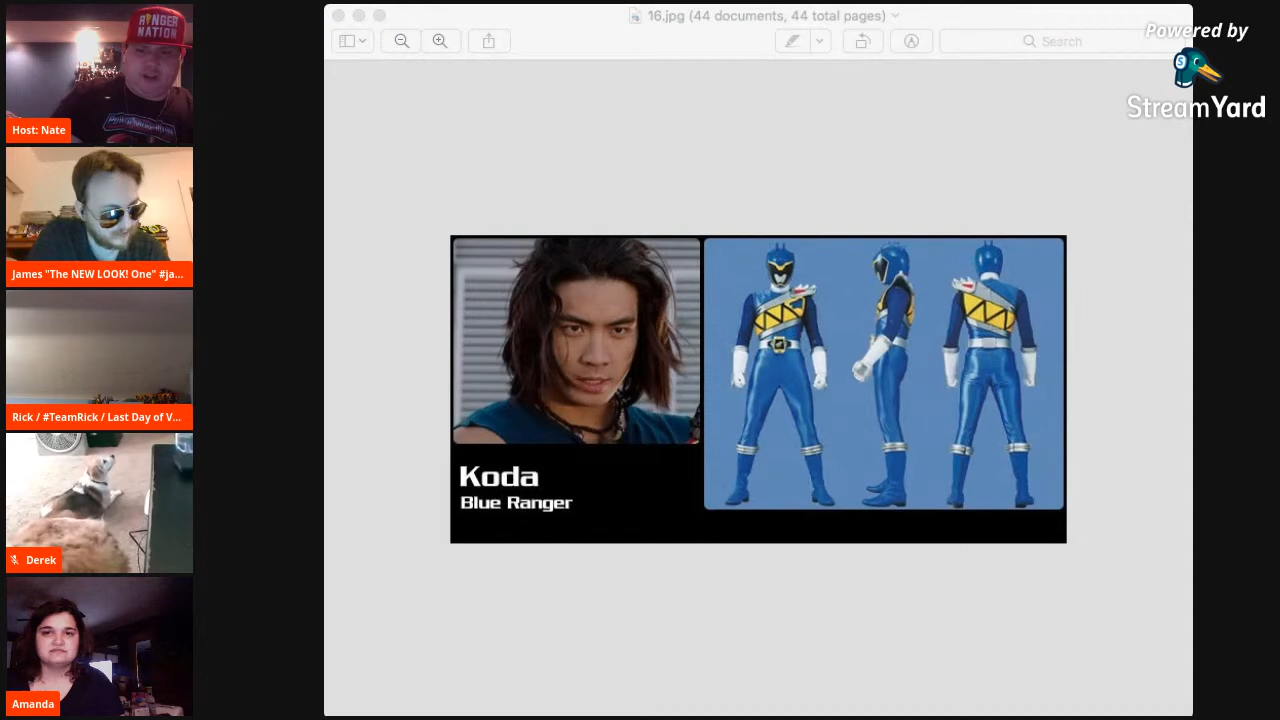 RANGER
NATION
Host: Nate
James "The NEW LOOK! One" #ja...
Rick / #TeamRick / Last Day of V...
Derek
Amanda
16.jpg (44 documents, 44 total pages)
Search
Powered by
StreamYard
Koda
Blue Ranger